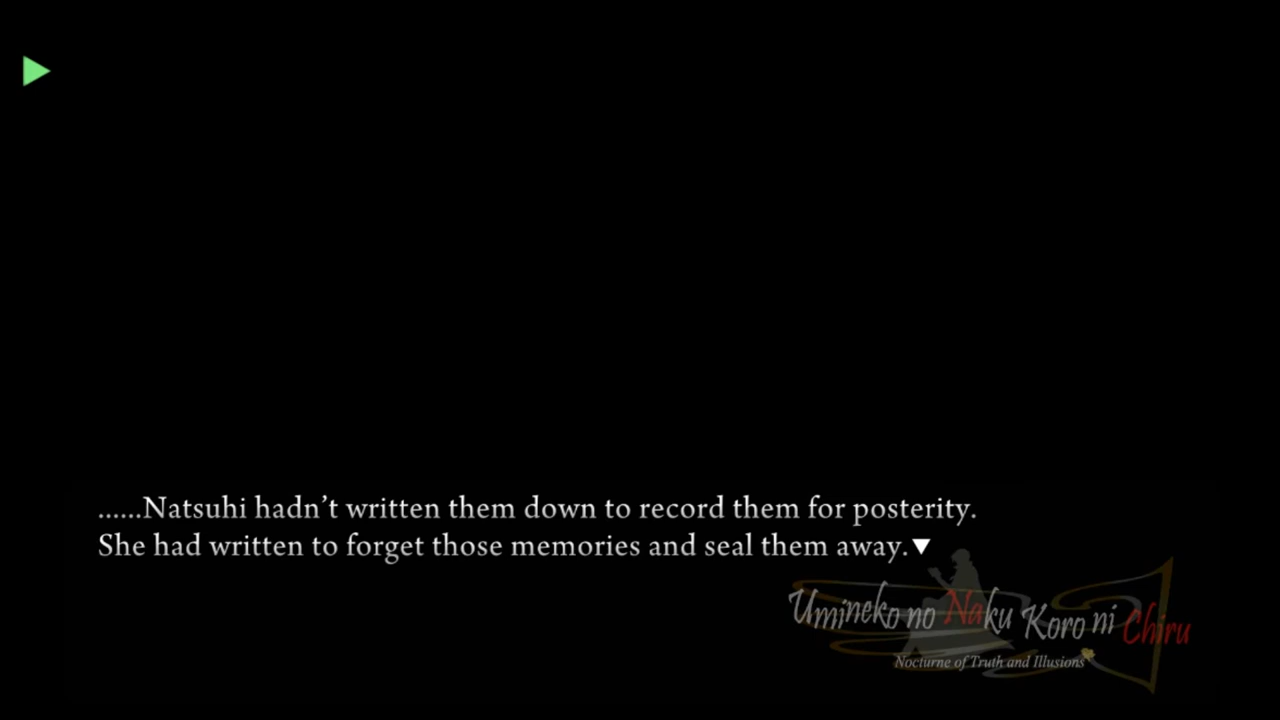 ......Natsuhi hadn't written them down to record them for posterity.
She had written to forget those memories and seal them away.
Umineko no Naku Koro ni Chiru
Nocturne of Truth and Illusions